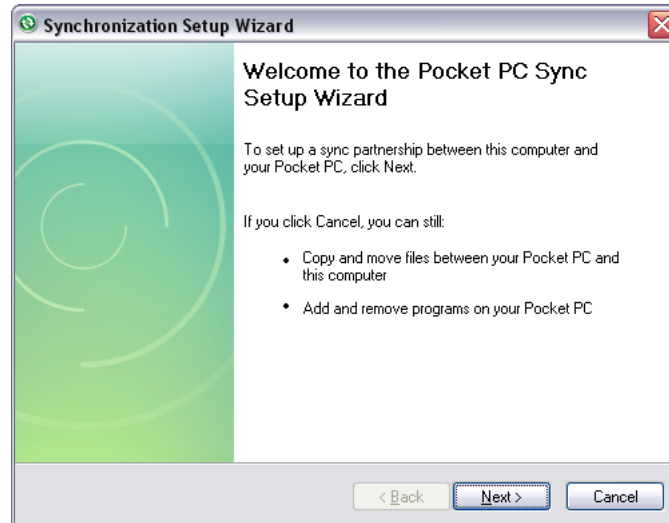 Synchronization Setup Wizard
Welcome to the Pocket PC Sync
Setup Wizard
To set up a sync partnership between this computer and
your Pocket PC, click Next.
If you click Cancel, you can still:
• Copy and move files between your Pocket PC and
this computer
• Add and remove programs on your Pocket PC
< Back
Next >
Cancel